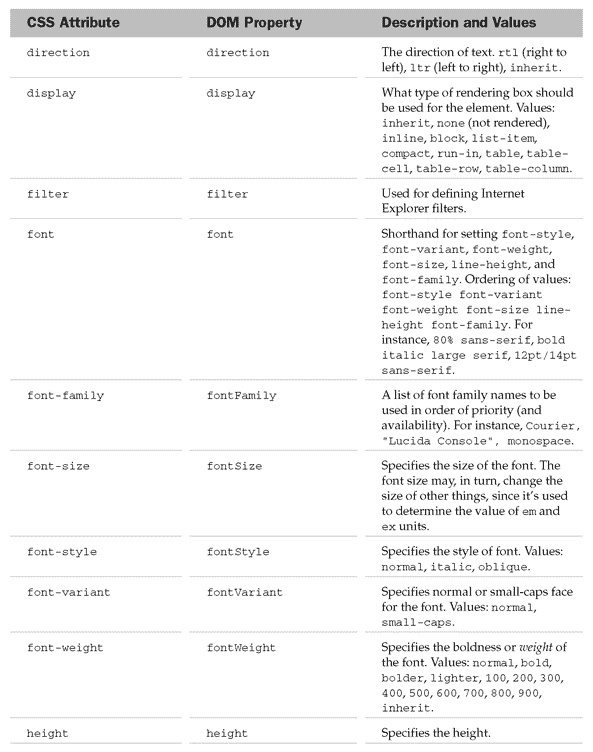 CSS Attribute DOM Property Description and Values
direction direction The direction of text. rtl (right to
left), ltr (left to right), inherit.
display display What type of rendering box should
be used for the element. Values:
inherit, none (not rendered),
inline, block, list-item,
compact, run-in, table, table-
cell, table-row, table-column.
filter filter Used for defining Internet
Explorer filters.
font font Shorthand for setting font-style,
font-variant, font-weight,
font-size, line-height, and
font-family. Ordering of values:
font-style font-variant
font-weight font-size line-
height font-family. For
instance, 80% sans-serif, bold
italic large serif, 12pt/14pt
sans-serif.
font-family fontFamily A list of font family names to be
used in order of priority (and
availability). For instance, Courier,
"Lucida Console", monospace.
font-size fontSize Specifies the size of the font. The
font size may, in turn, change the
size of other things, since it's used
to determine the value of em and
ex units.
font-style fontStyle Specifies the style of font. Values:
normal, italic, oblique.
font-variant fontVariant Specifies normal or small-caps face
for the font. Values: normal,
small-caps.
font-weight fontWeight Specifies the boldness or weight of
the font. Values: normal, bold,
bolder, lighter, 100, 200, 300,
400, 500, 600, 700, 800, 900,
inherit.
height height Specifies the height.